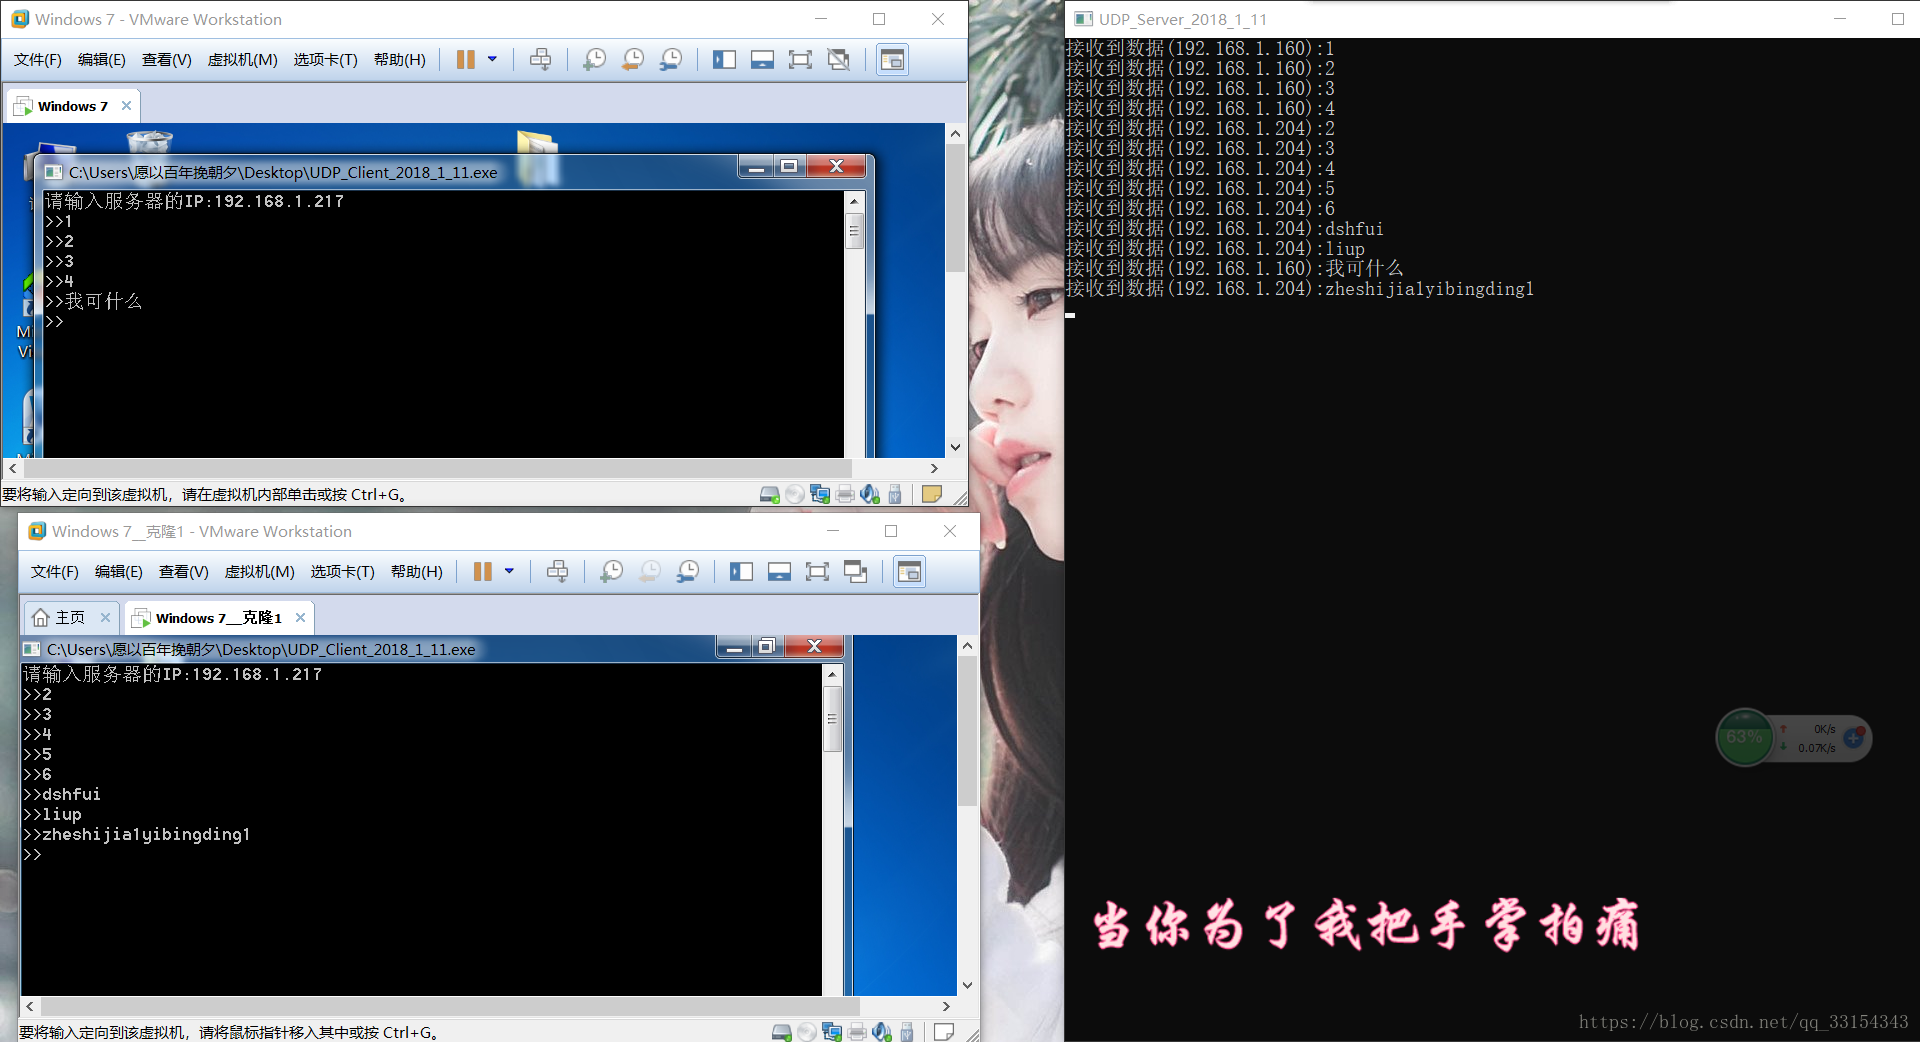 Windows 7 - VMware Workstation
文件(F) 编辑(E) 查看(V) 虚拟机(M) 选项卡(T) 帮助(H)
Windows 7
C:\Users\愿以百年挽朝夕\Desktop\UDP_Client_2018_1_11.exe
请输入服务器的IP:192.168.1.217
>>1
>>2
>>3
>>4
>>我可什么
>>
要将输入定向到该虚拟机，请在虚拟机内部单击或按 Ctrl+G。
Windows 7__克隆1 - VMware Workstation
文件(F) 编辑(E) 查看(V) 虚拟机(M) 选项卡(T) 帮助(H)
主页 Windows 7__克隆1
C:\Users\愿以百年挽朝夕\Desktop\UDP_Client_2018_1_11.exe
请输入服务器的IP:192.168.1.217
>>2
>>3
>>4
>>5
>>6
>>dshfui
>>liup
>>zheshijia1yibingding1
>>
要将输入定向到该虚拟机，请将鼠标指针移入其中或按 Ctrl+G。
UDP_Server_2018_1_11
接收到数据(192.168.1.160):1
接收到数据(192.168.1.160):2
接收到数据(192.168.1.160):3
接收到数据(192.168.1.160):4
接收到数据(192.168.1.204):2
接收到数据(192.168.1.204):3
接收到数据(192.168.1.204):4
接收到数据(192.168.1.204):5
接收到数据(192.168.1.204):6
接收到数据(192.168.1.204):dshfui
接收到数据(192.168.1.204):liup
接收到数据(192.168.1.160):我可什么
接收到数据(192.168.1.204):zheshijia1yibingding1
63%
0K/s
0.07K/s
当你为了我把手掌拍痛
https://blog.csdn.net/qq_33154343